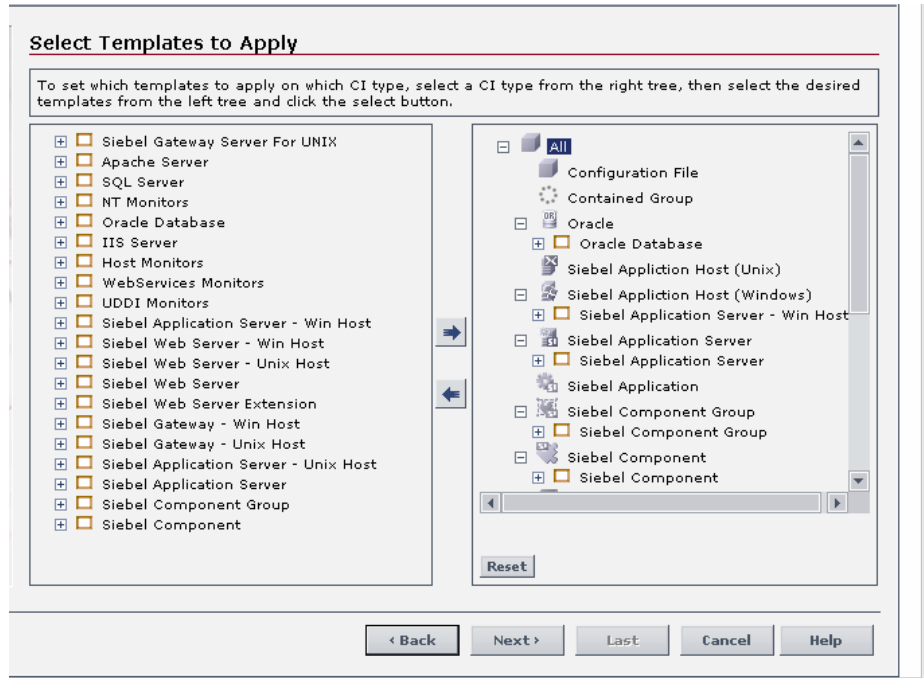 Select Templates to Apply
To set which templates to apply on which CI type, select a CI type from the right tree, then select the desired
templates from the left tree and click the select button.
Siebel Gateway Server For UNIX
Apache Server
SQL Server
NT Monitors
Oracle Database
IIS Server
Host Monitors
WebServices Monitors
UDDI Monitors
Siebel Application Server - Win Host
Siebel Web Server - Win Host
Siebel Web Server - Unix Host
Siebel Web Server
Siebel Web Server Extension
Siebel Gateway - Win Host
Siebel Gateway - Unix Host
Siebel Application Server - Unix Host
Siebel Application Server
Siebel Component Group
Siebel Component
All
Configuration File
Contained Group
Oracle
Oracle Database
Siebel Appliction Host (Unix)
Siebel Appliction Host (Windows)
Siebel Application Server - Win Host
Siebel Application Server
Siebel Application Server
Siebel Application
Siebel Component Group
Siebel Component Group
Siebel Component
Siebel Component
Reset
‹ Back
Next ›
Last
Cancel
Help